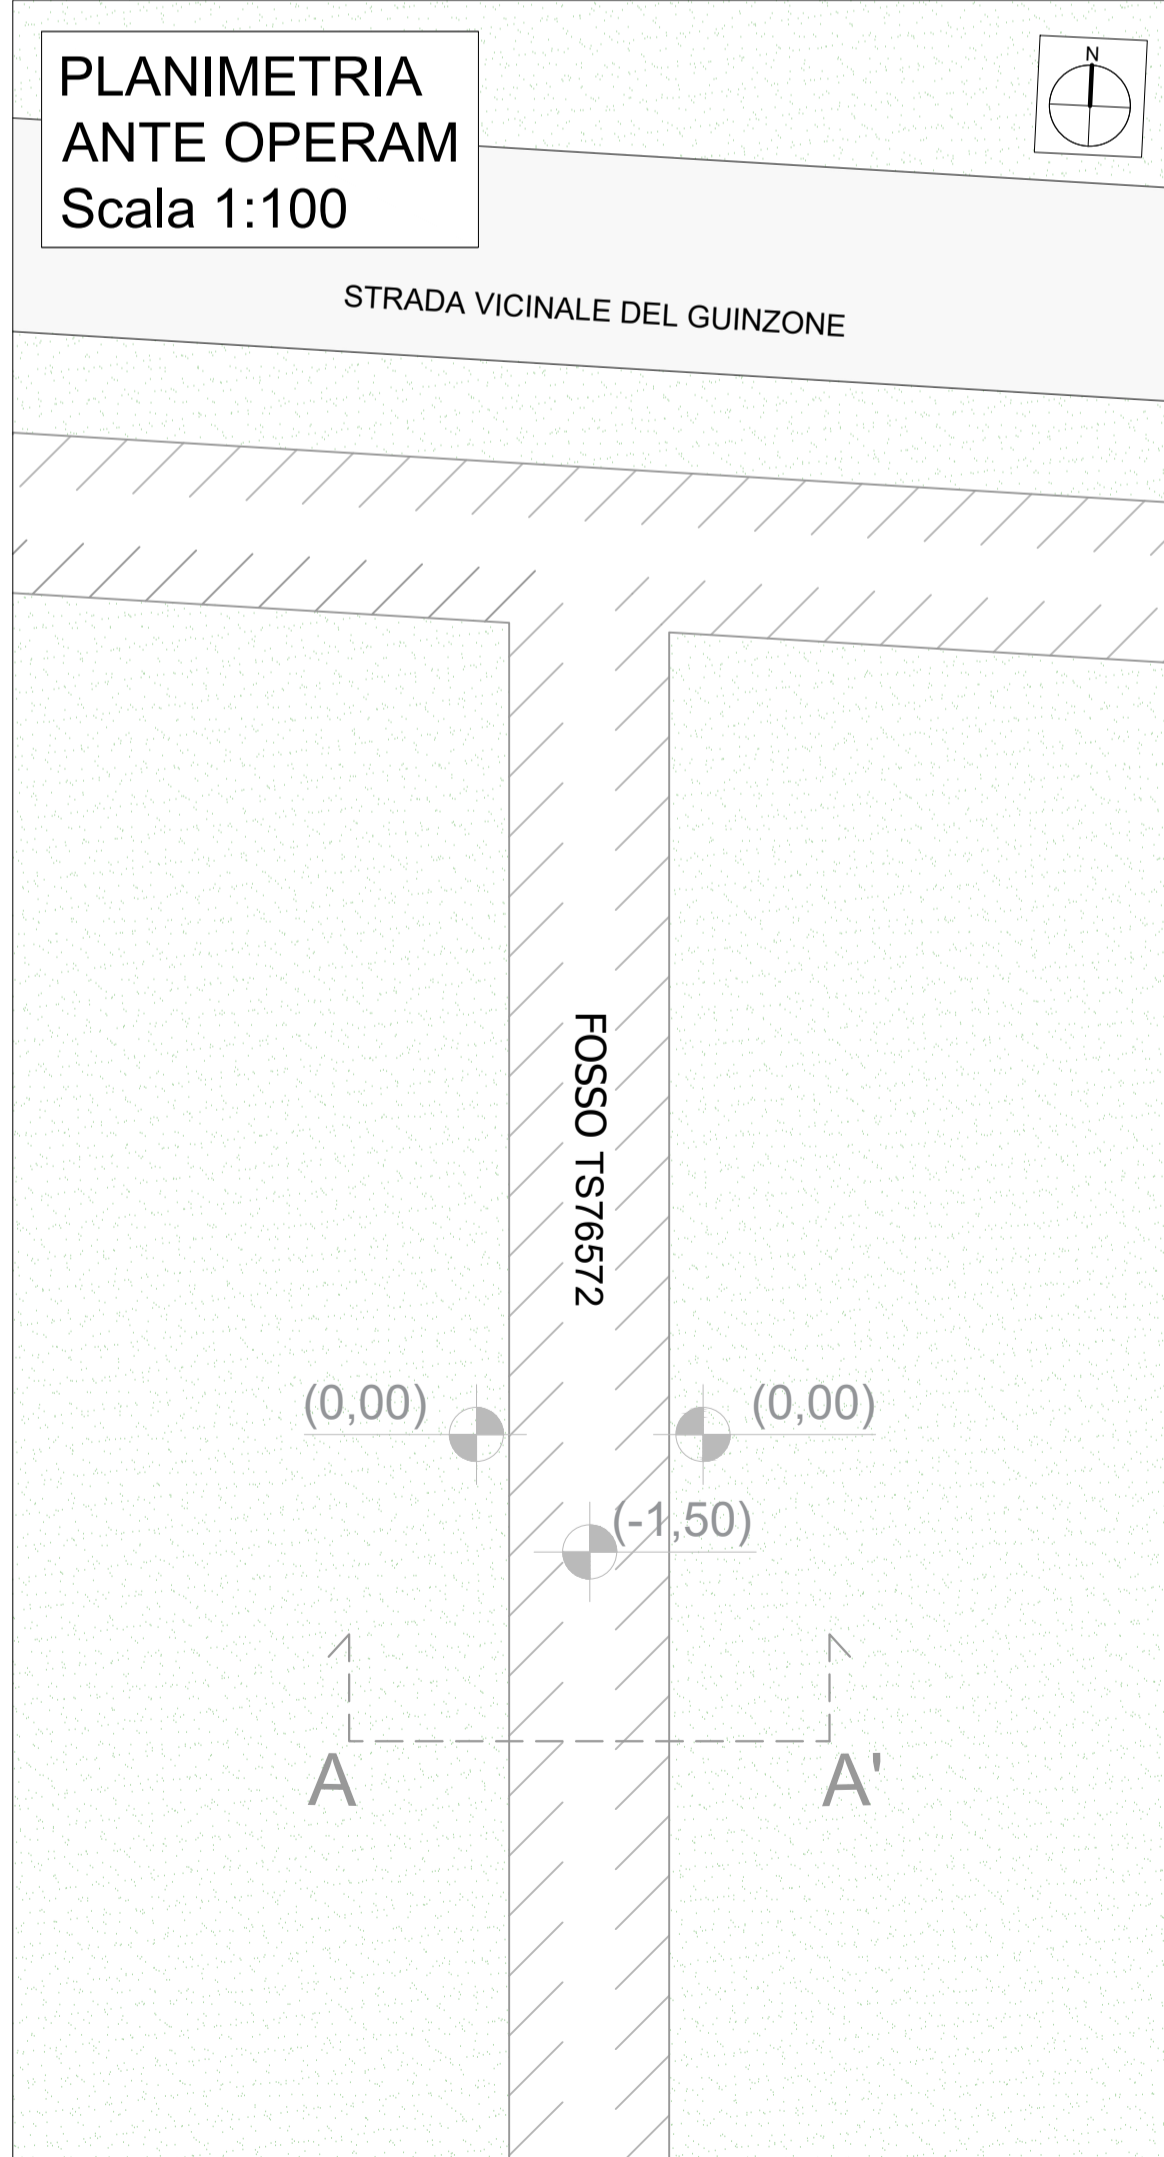 PLANIMETRIA
ANTE OPERAM
Scala 1:100
N
STRADA VICINALE DEL GUINZONE
FOSSO TS76572
(0,00)
(0,00)
(-1,50)
A
A'